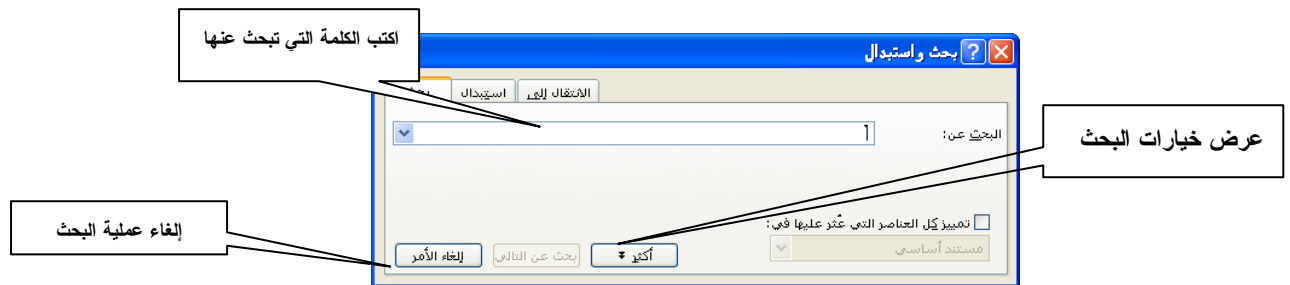 اكتب الكلمة التي تبحث عنها
بحث و استبدال
استبدال
الانتقال إلى
البحث عن:
أ
عرض خيارات البحث
تمييز كل العناصر التي عُثر عليها في:
مستند أساسي
أكثر
بحث عن التالي
إلغاء الأمر
إلغاء عملية البحث